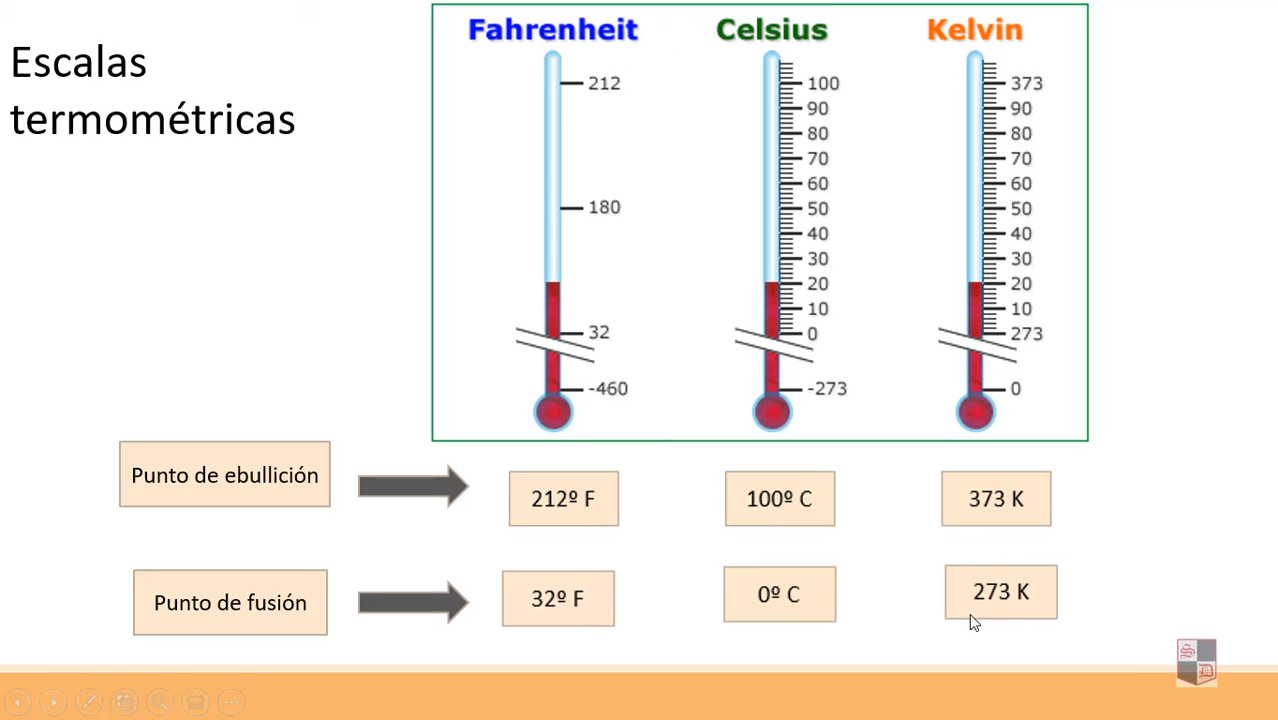 Escalas
termométricas
Fahrenheit
212
180
32
-460
Celsius
100
90
80
70
60
50
40
30
20
10
0
-273
Kelvin
373
90
80
70
60
50
40
30
20
10
273
0
Punto de ebullición
212º F
100º C
373 K
Punto de fusión
32º F
0º C
273 K
S
D